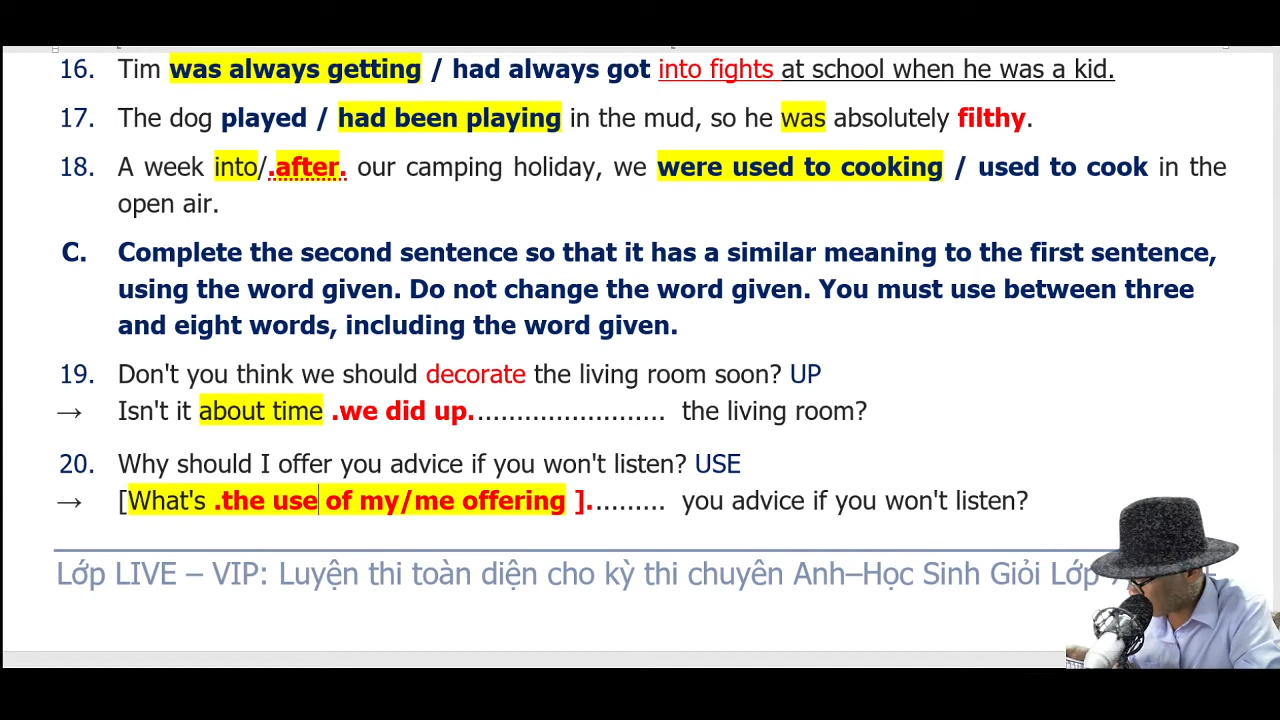 16. Tim was always getting / had always got into fights at school when he was a kid.
17. The dog played / had been playing in the mud, so he was absolutely filthy.
18. A week into/.after. our camping holiday, we were used to cooking / used to cook in the
open air.
C. Complete the second sentence so that it has a similar meaning to the first sentence,
using the word given. Do not change the word given. You must use between three
and eight words, including the word given.
19. Don't you think we should decorate the living room soon? UP
→ Isn't it about time .we did up......................... the living room?
20. Why should I offer you advice if you won't listen? USE
→ [What's .the use of my/me offering ].......... you advice if you won't listen?
Lớp LIVE – VIP: Luyện thi toàn diện cho kỳ thi chuyên Anh–Học Sinh Giỏi Lớp